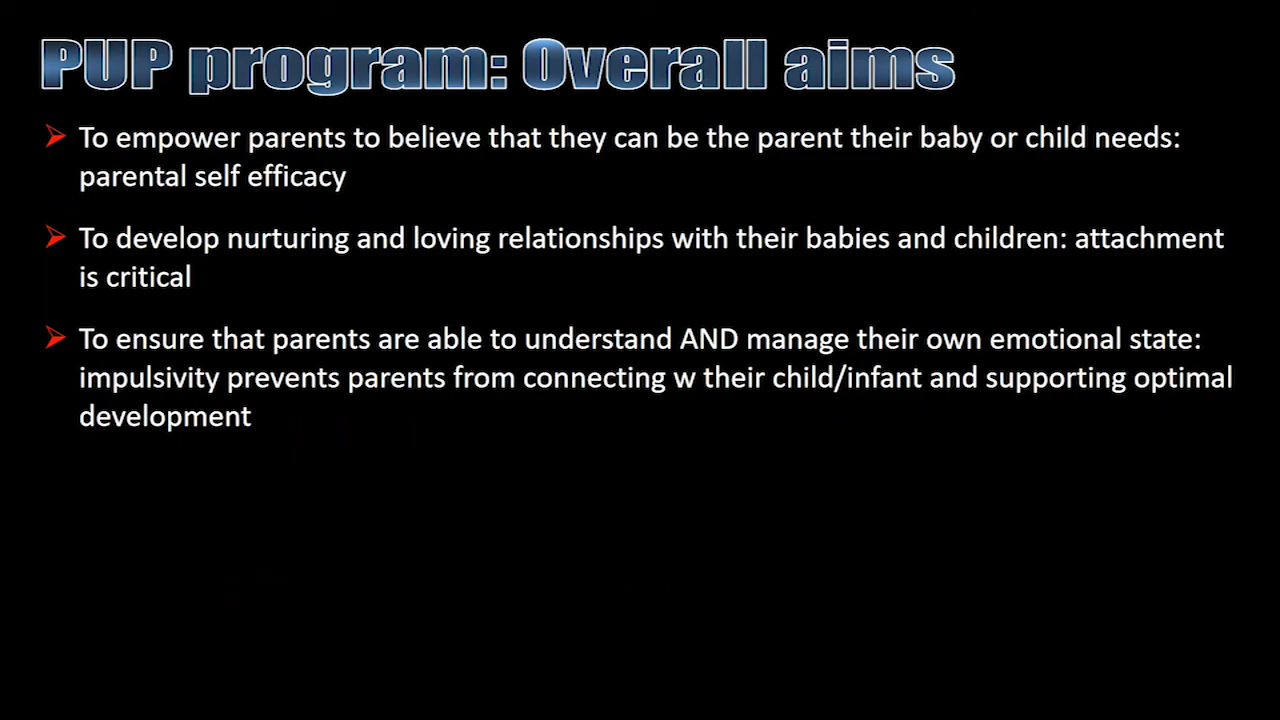 PUP program: Overall aims
To empower parents to believe that they can be the parent their baby or child needs:
parental self efficacy
To develop nurturing and loving relationships with their babies and children: attachment
is critical
To ensure that parents are able to understand AND manage their own emotional state:
impulsivity prevents parents from connecting w their child/infant and supporting optimal
development